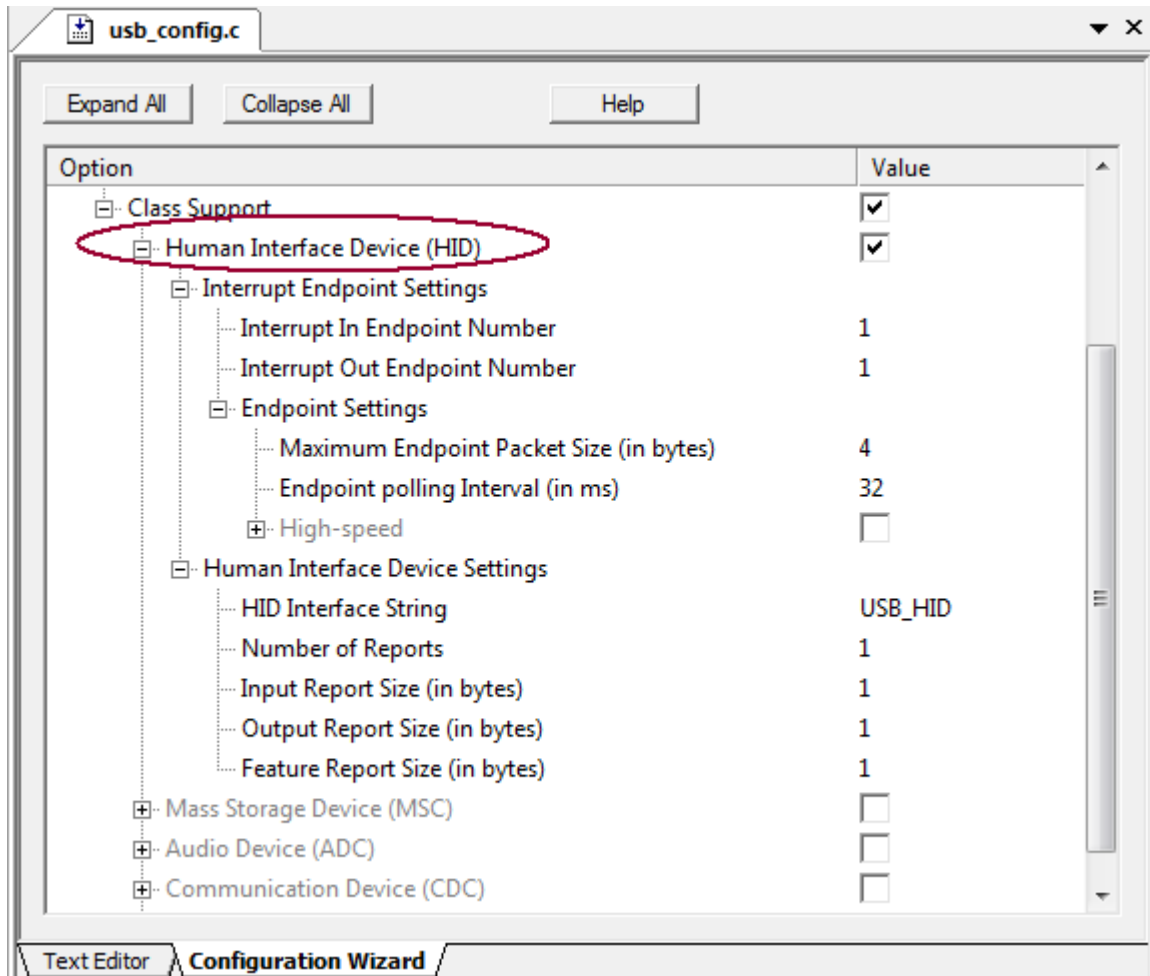 usb_config.c
Expand All Collapse All Help
Option Value
Class Support
Human Interface Device (HID)
Interrupt Endpoint Settings
Interrupt In Endpoint Number 1
Interrupt Out Endpoint Number 1
Endpoint Settings
Maximum Endpoint Packet Size (in bytes) 4
Endpoint polling Interval (in ms) 32
High-speed
Human Interface Device Settings
HID Interface String USB_HID
Number of Reports 1
Input Report Size (in bytes) 1
Output Report Size (in bytes) 1
Feature Report Size (in bytes) 1
Mass Storage Device (MSC)
Audio Device (ADC)
Communication Device (CDC)
Text Editor Configuration Wizard